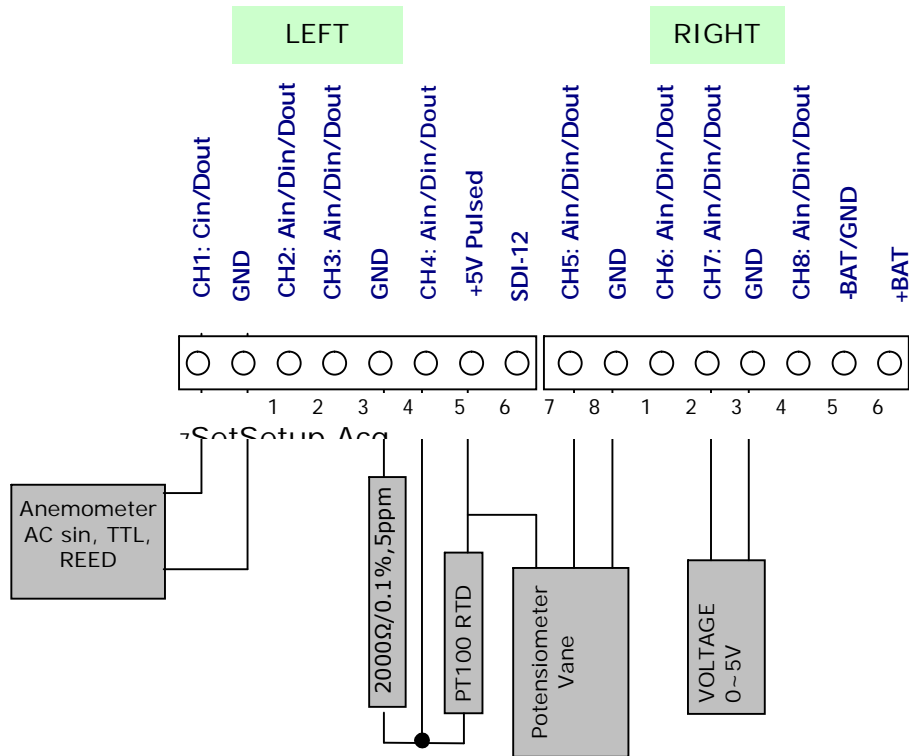 LEFT
RIGHT
CH1: Cin/Dout
GND
CH2: Ain/Din/Dout
CH3: Ain/Din/Dout
GND
CH4: Ain/Din/Dout
+5V Pulsed
SDI-12
CH5: Ain/Din/Dout
GND
CH6: Ain/Din/Dout
CH7: Ain/Din/Dout
GND
CH8: Ain/Din/Dout
-BAT/GND
+BAT
1 2 3 4 5 6 7 8 1 2 3 4 5 6
7SetSetup Acq
Anemometer
AC sin, TTL,
REED
2000Ω/0.1%,5ppm
PT100 RTD
Potensiometer
Vane
VOLTAGE
0~5V